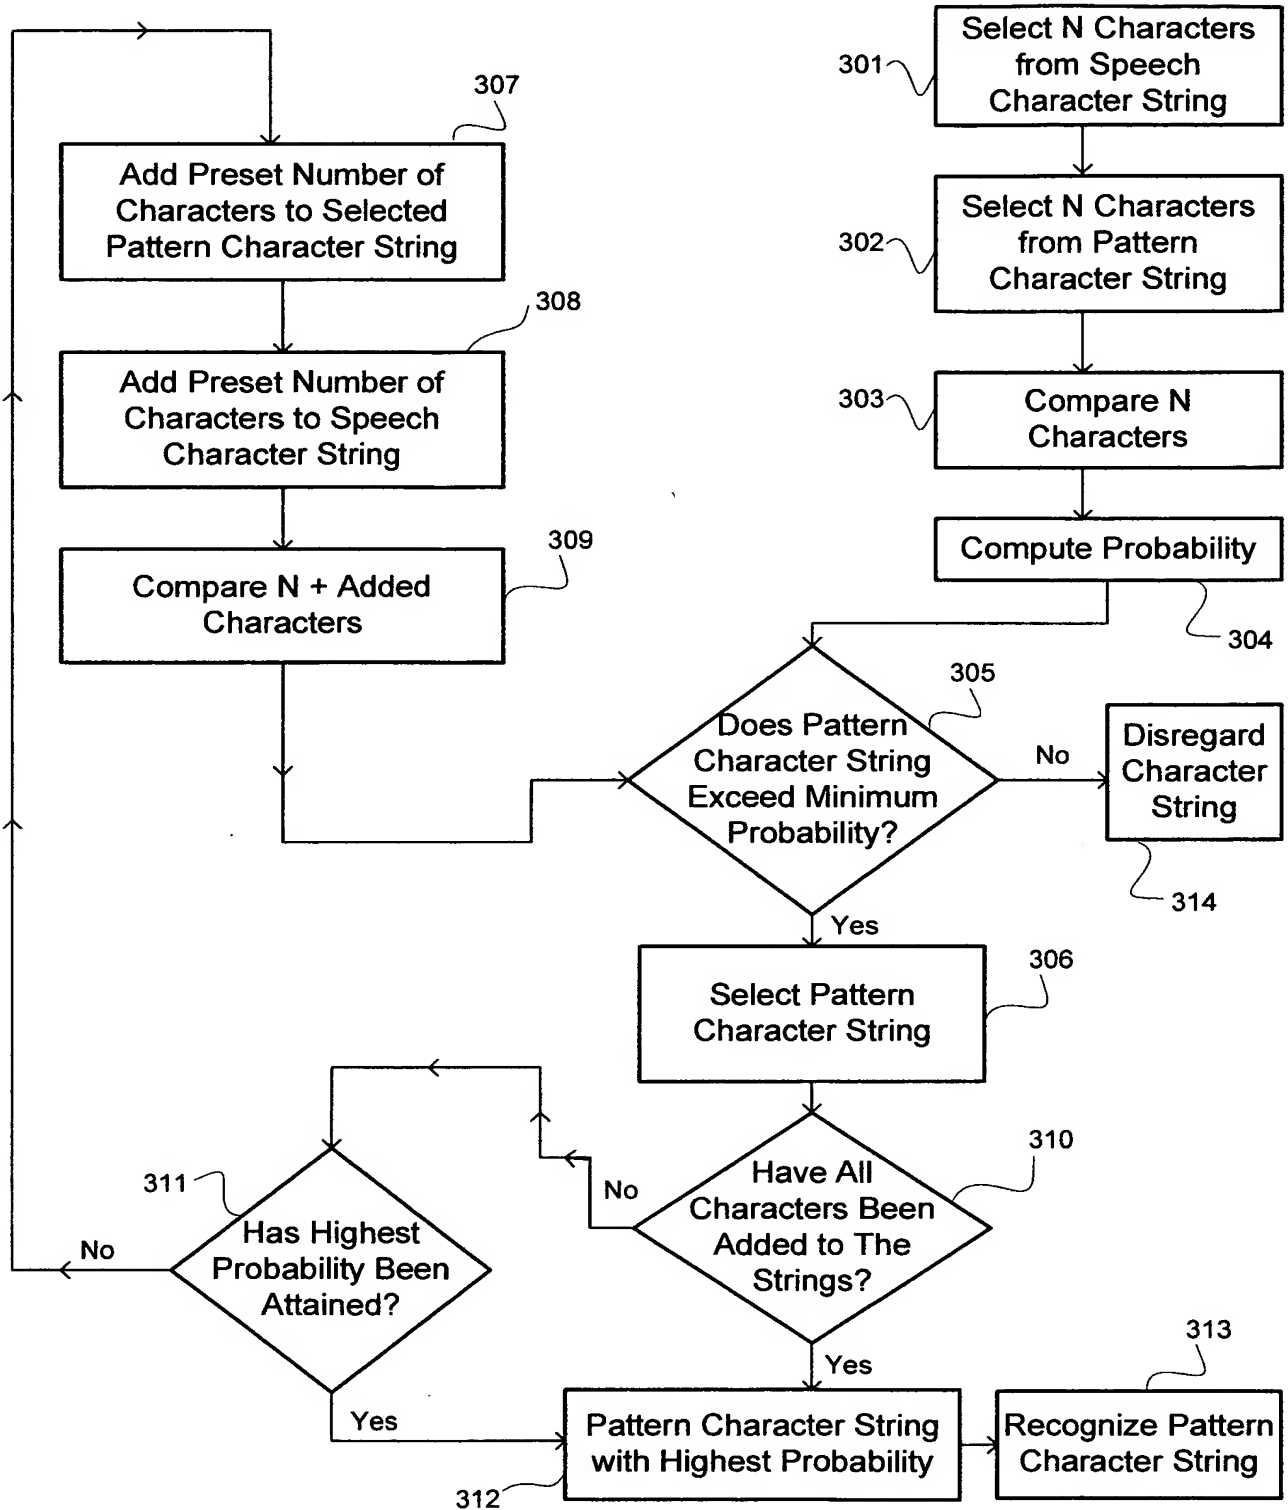 301
Select N Characters
from Speech
Character String
302
Select N Characters
from Pattern
Character String
303
Compare N
Characters
Compute Probability
304
305
Does Pattern
Character String
Exceed Minimum
Probability?
No
Disregard
Character
String
314
Yes
306
Select Pattern
Character String
310
Have All
Characters Been
Added to The
Strings?
No
Yes
311
Has Highest
Probability Been
Attained?
No
Yes
307
Add Preset Number of
Characters to Selected
Pattern Character String
308
Add Preset Number of
Characters to Speech
Character String
309
Compare N + Added
Characters
Pattern Character String
with Highest Probability
312
313
Recognize Pattern
Character String